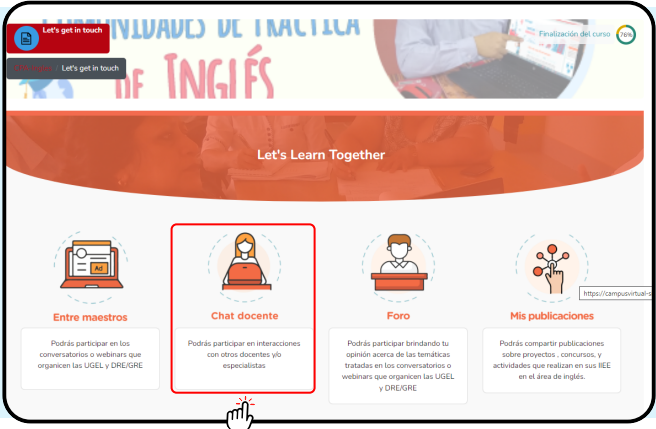 COMUNIDADES DE PRÁCTICA
DE INGLÉS
Let's get in touch
Let's get in touch
Finalización del curso
76%
Let's Learn Together
Ad
Entre maestros
Podrás participar en los
conversatorios o webinars que
organicen las UGEL y DRE/GRE
Chat docente
Podrás participar en interacciones
con otros docentes y/o
especialistas
Foro
Podrás participar brindando tu
opinión acerca de las temáticas
tratadas en los conversatorios o
webinars que organicen las UGEL
y DRE/GRE
Mis publicaciones
Podrás compartir publicaciones
sobre proyectos , concursos, y
actividades que realizan en sus IIEE
en el área de inglés.
https://campusvirtual-s